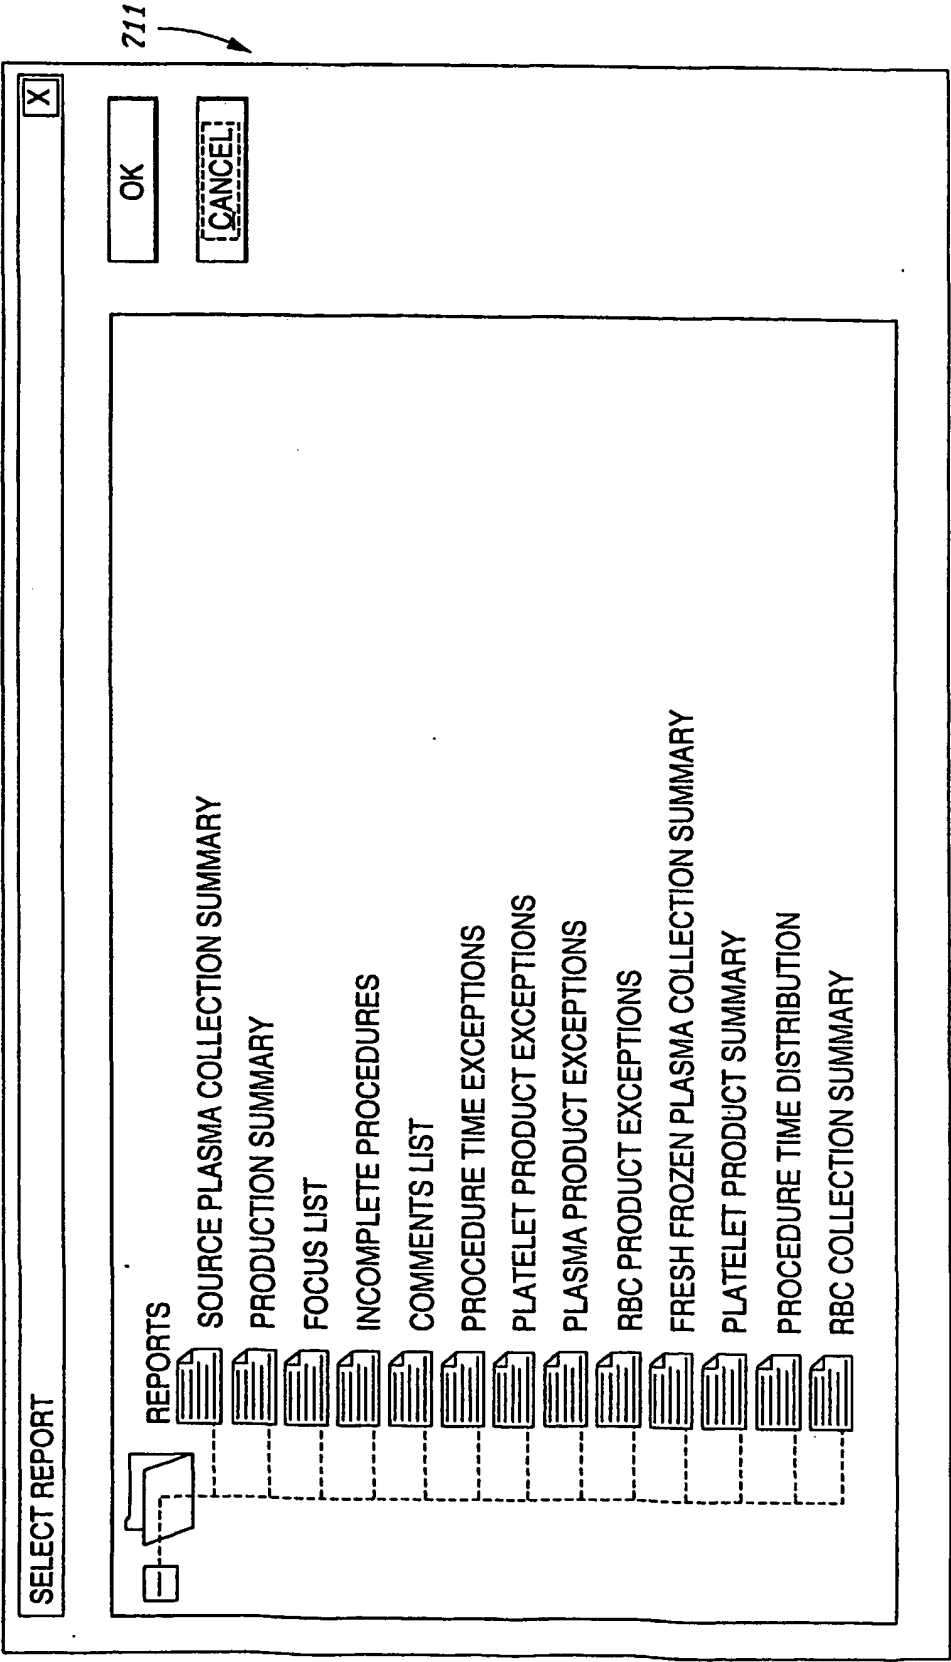 711
SELECT REPORT
X
OK
CANCEL
REPORTS
SOURCE PLASMA COLLECTION SUMMARY
PRODUCTION SUMMARY
FOCUS LIST
INCOMPLETE PROCEDURES
COMMENTS LIST
PROCEDURE TIME EXCEPTIONS
PLATELET PRODUCT EXCEPTIONS
PLASMA PRODUCT EXCEPTIONS
RBC PRODUCT EXCEPTIONS
FRESH FROZEN PLASMA COLLECTION SUMMARY
PLATELET PRODUCT SUMMARY
PROCEDURE TIME DISTRIBUTION
RBC COLLECTION SUMMARY